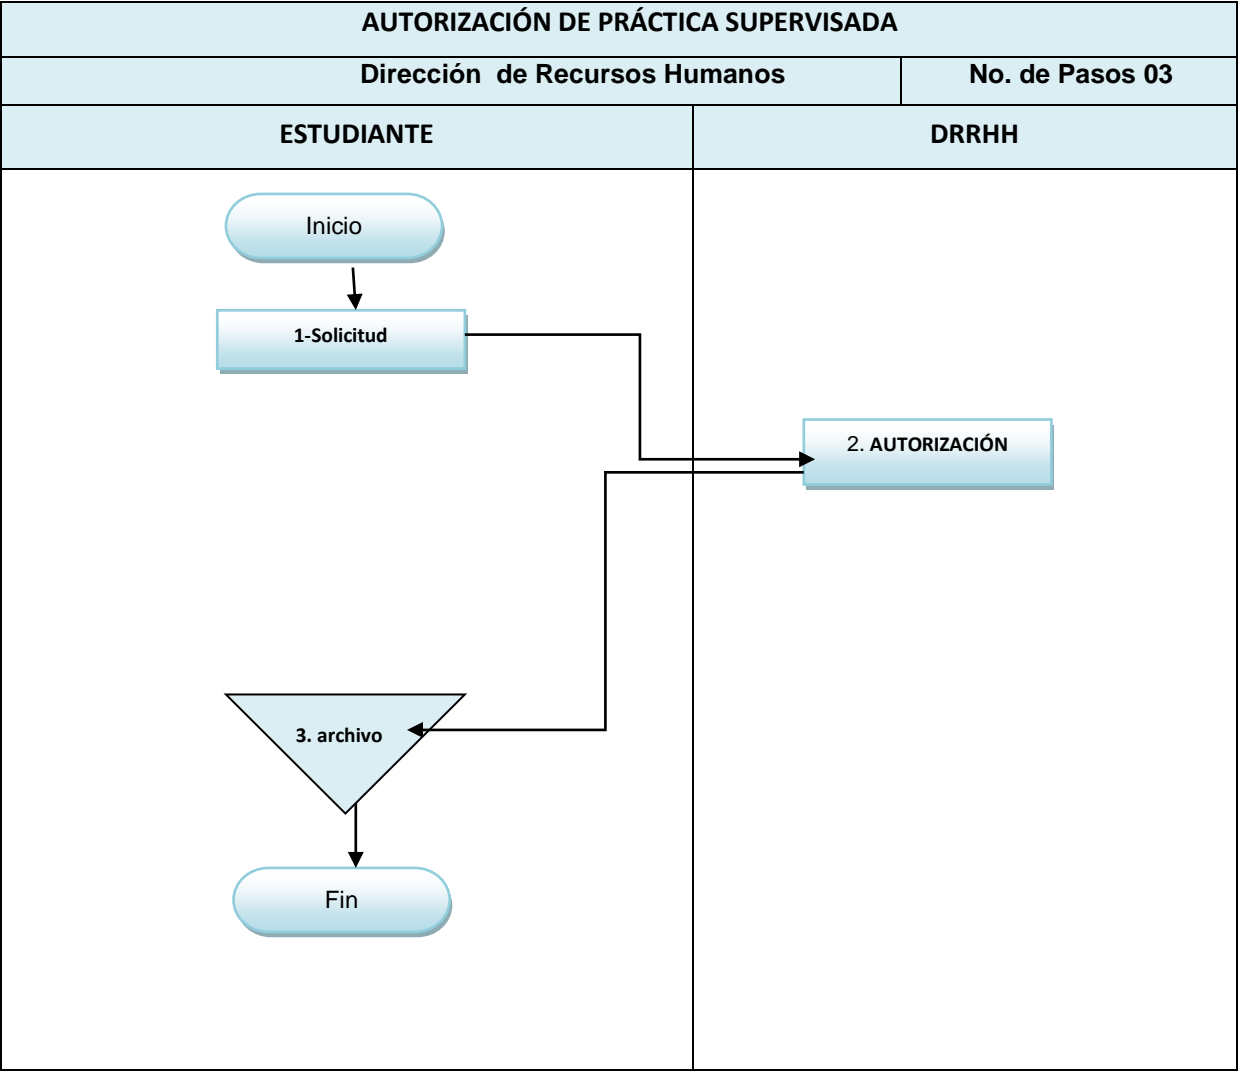 AUTORIZACIÓN DE PRÁCTICA SUPERVISADA
Dirección  de Recursos Humanos
No. de Pasos 03
ESTUDIANTE
DRRHH
Inicio
1-Solicitud
2. AUTORIZACIÓN
3. archivo
Fin